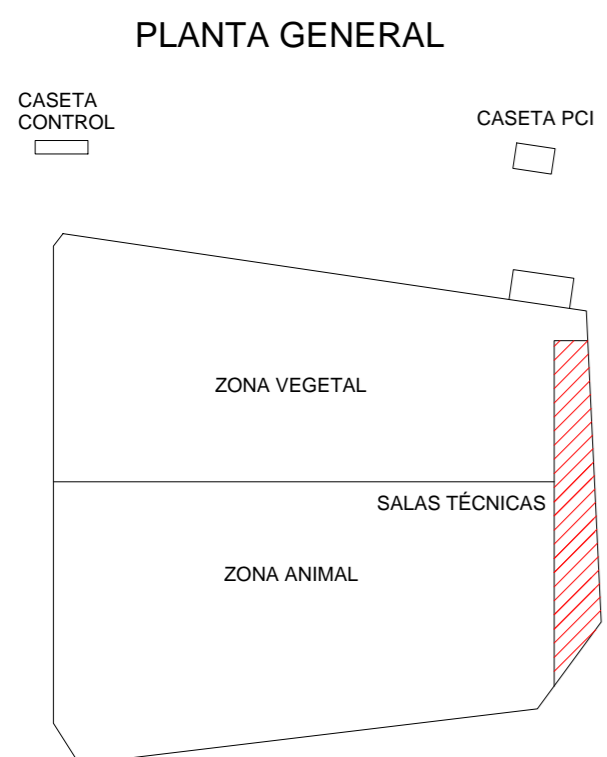 PLANTA GENERAL
CASETA
CONTROL
CASETA PCI
ZONA VEGETAL
SALAS TÉCNICAS
ZONA ANIMAL